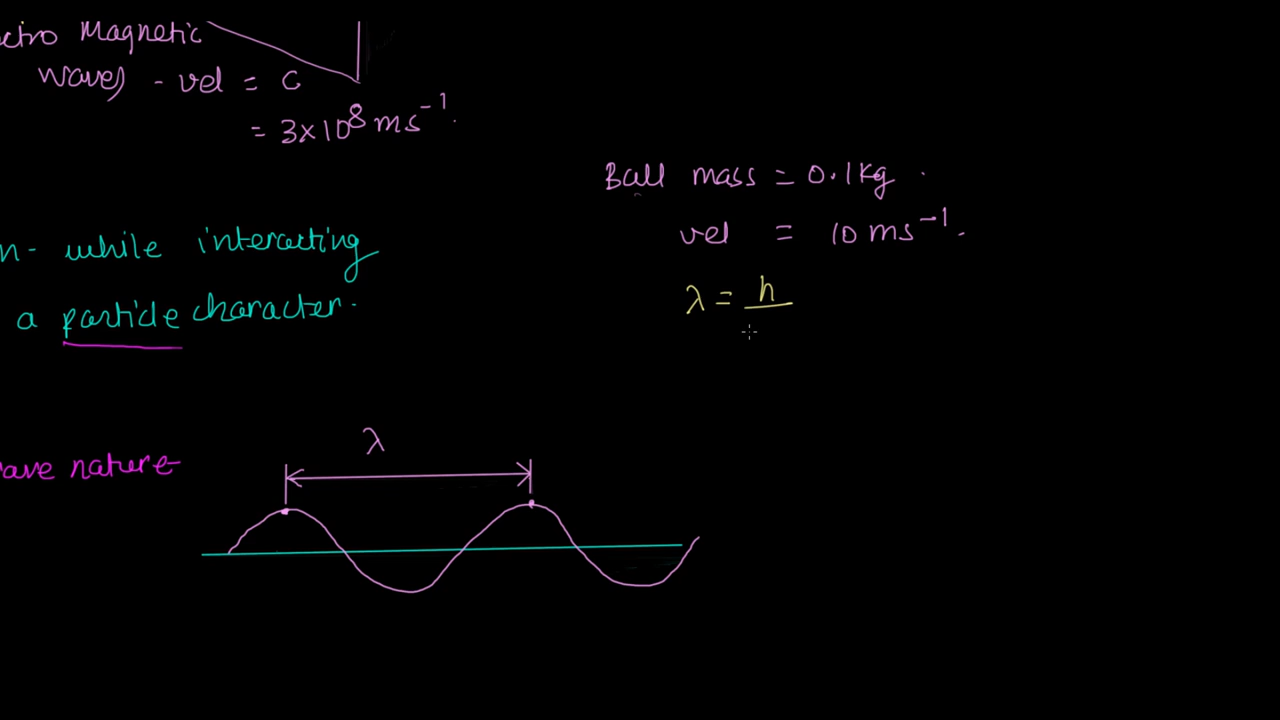 ctro Magnetic
waves - vel = C
= 3x10⁸ ms⁻¹.
Ball mass = 0.1Kg.
vel = 10 ms⁻¹.
λ = h
n- while interacting
a particle character.
λ
ave nature